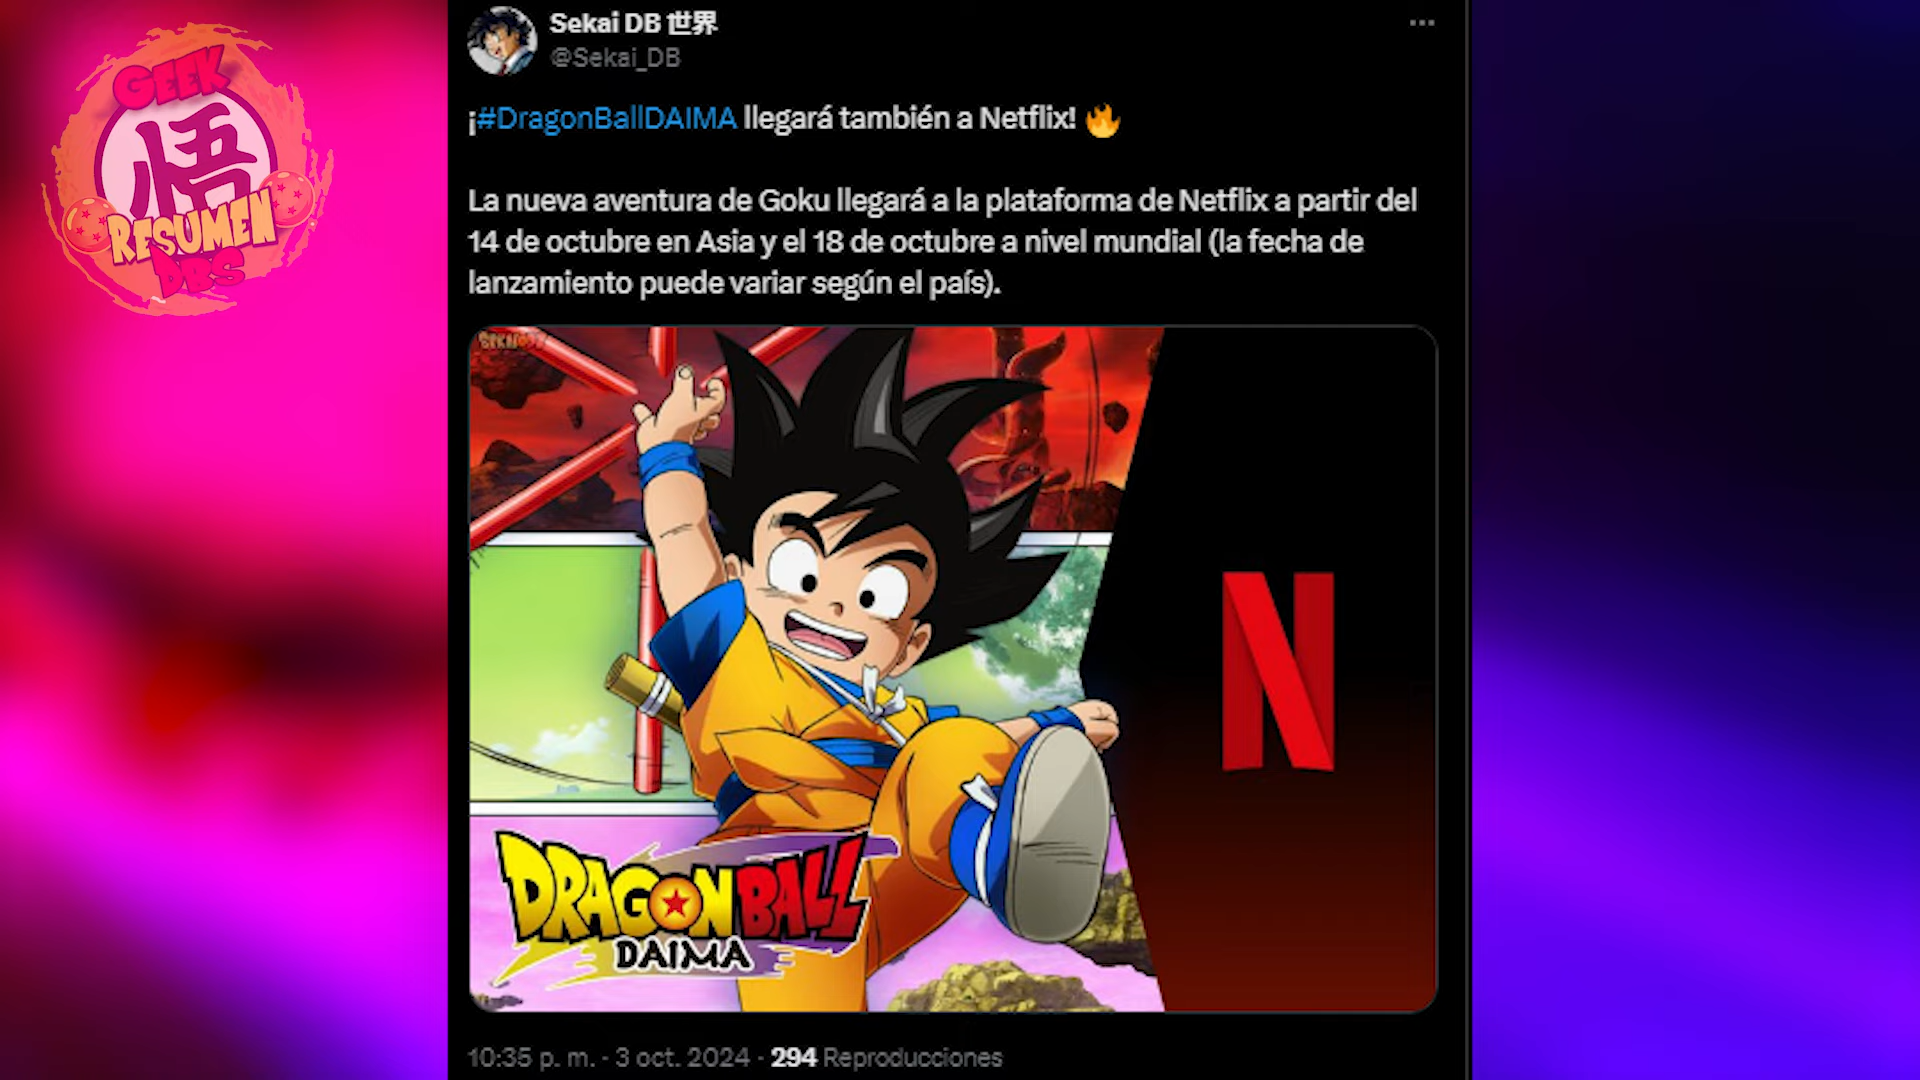 GEEK
悟
RESUMEN
DBS
Sekai DB 世界
@Sekai_DB
¡#DragonBallDAIMA llegará también a Netflix! 🔥
La nueva aventura de Goku llegará a la plataforma de Netflix a partir del
14 de octubre en Asia y el 18 de octubre a nivel mundial (la fecha de
lanzamiento puede variar según el país).
N
DRAGON BALL
DAIMA
10:35 p. m. · 3 oct. 2024 · 294 Reproducciones